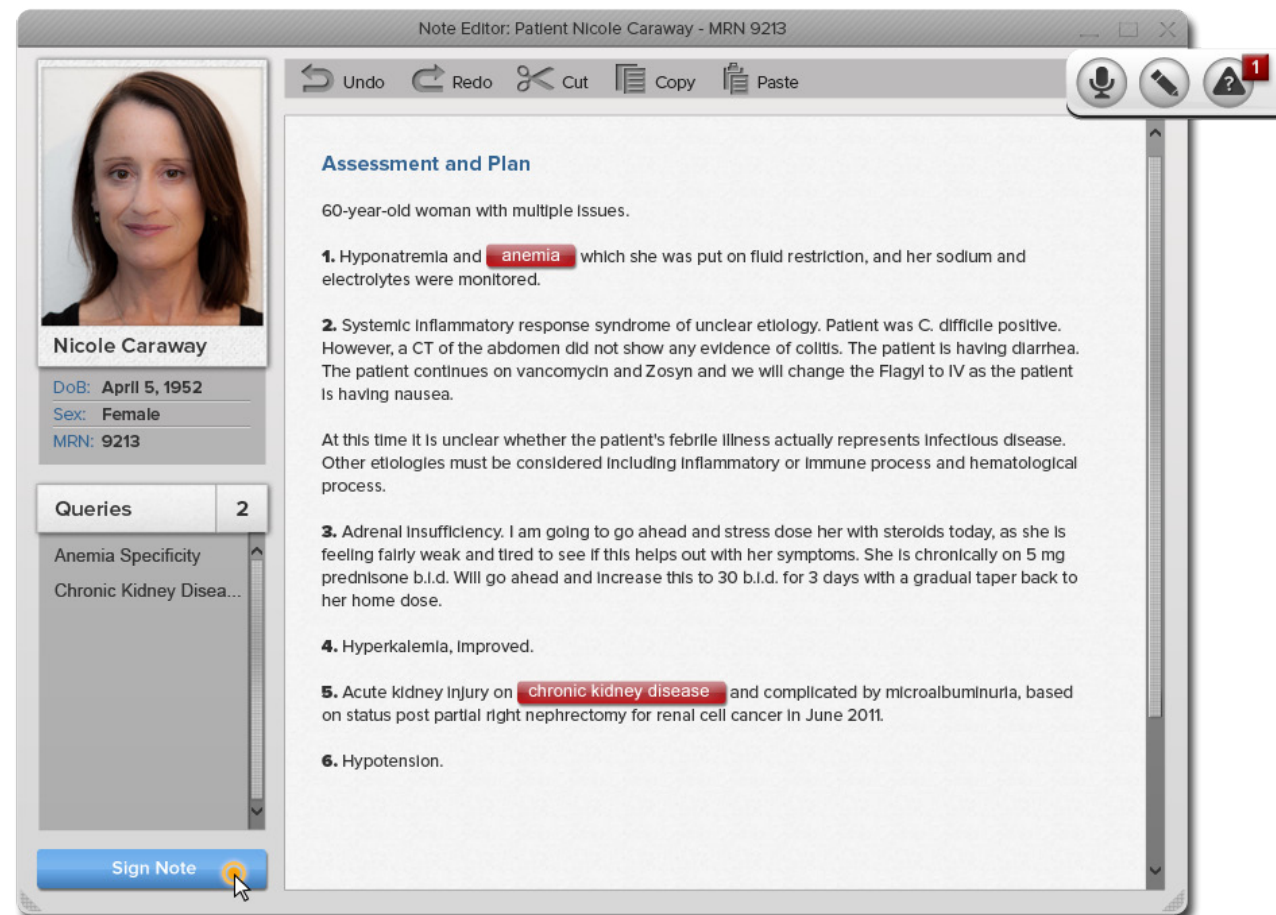 Note Editor: Patient Nicole Caraway - MRN 9213
Undo Redo Cut Copy Paste
1
Nicole Caraway
DoB: April 5, 1952
Sex: Female
MRN: 9213
Queries 2
Anemia Specificity
Chronic Kidney Disea...
Sign Note
Assessment and Plan
60-year-old woman with multiple issues.
1. Hyponatremia and anemia which she was put on fluid restriction, and her sodium and
electrolytes were monitored.
2. Systemic inflammatory response syndrome of unclear etiology. Patient was C. difficile positive.
However, a CT of the abdomen did not show any evidence of colitis. The patient is having diarrhea.
The patient continues on vancomycin and Zosyn and we will change the Flagyl to IV as the patient
is having nausea.
At this time it is unclear whether the patient's febrile illness actually represents infectious disease.
Other etiologies must be considered including inflammatory or immune process and hematological
process.
3. Adrenal insufficiency. I am going to go ahead and stress dose her with steroids today, as she is
feeling fairly weak and tired to see if this helps out with her symptoms. She is chronically on 5 mg
prednisone b.i.d. Will go ahead and increase this to 30 b.i.d. for 3 days with a gradual taper back to
her home dose.
4. Hyperkalemia, improved.
5. Acute kidney injury on chronic kidney disease and complicated by microalbuminuria, based
on status post partial right nephrectomy for renal cell cancer in June 2011.
6. Hypotension.